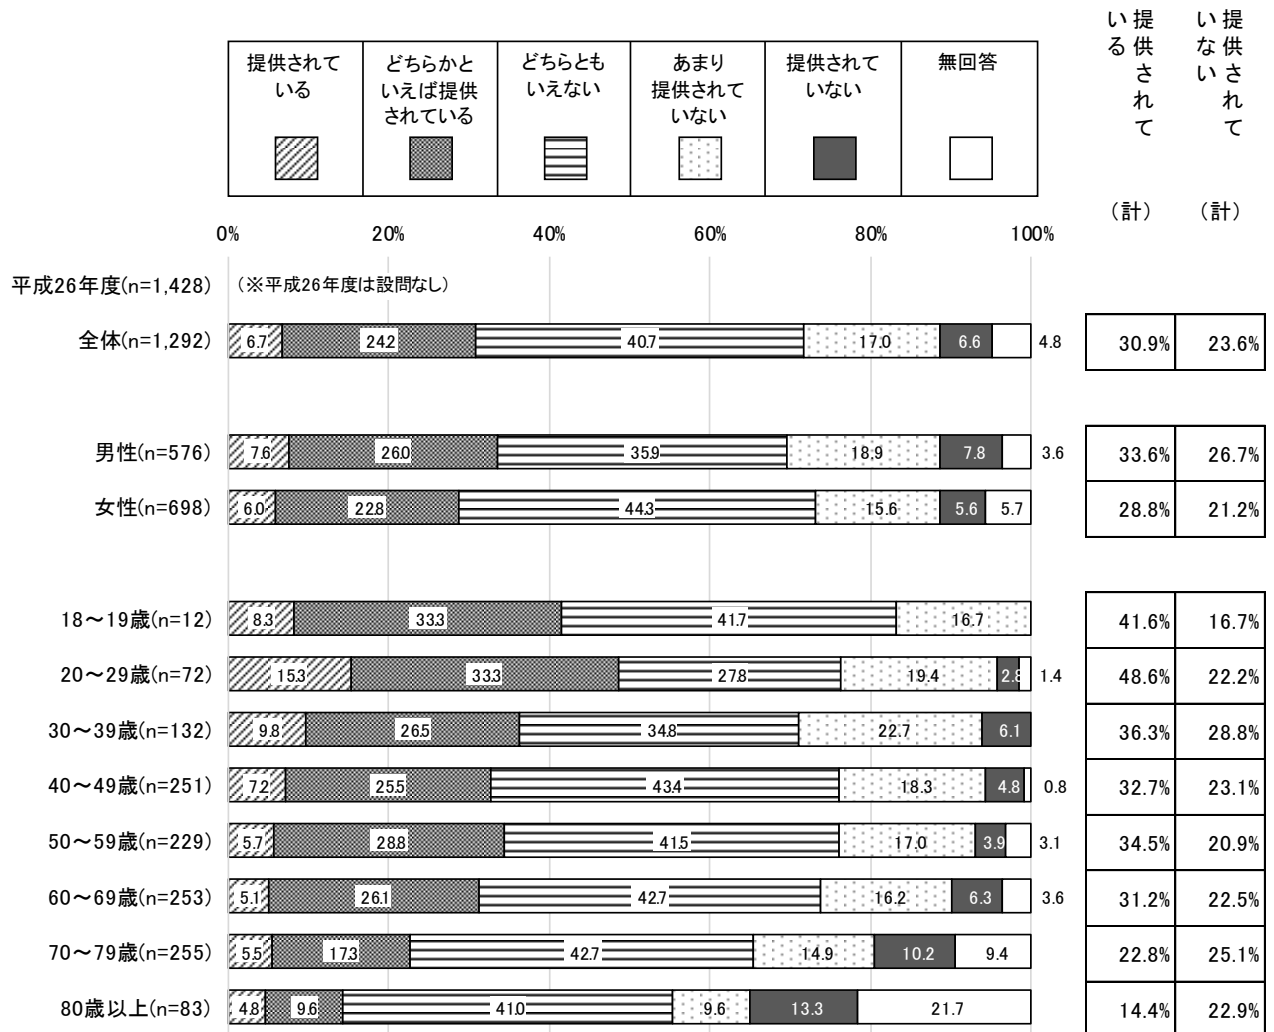 提供されて
いる
どちらかと
いえば提供
されている
どちらとも
いえない
あまり
提供されて
いない
提供されて
いない
無回答
提供されて
いる
(計)
提供されて
いない
(計)
0% 20% 40% 60% 80% 100%
平成26年度(n=1,428) (※平成26年度は設問なし)
全体(n=1,292) 6.7 24.2 40.7 17.0 6.6 4.8 30.9% 23.6%
男性(n=576) 7.6 26.0 35.9 18.9 7.8 3.6 33.6% 26.7%
女性(n=698) 6.0 22.8 44.3 15.6 5.6 5.7 28.8% 21.2%
18～19歳(n=12) 8.3 33.3 41.7 16.7 41.6% 16.7%
20～29歳(n=72) 15.3 33.3 27.8 19.4 2.8 1.4 48.6% 22.2%
30～39歳(n=132) 9.8 26.5 34.8 22.7 6.1 36.3% 28.8%
40～49歳(n=251) 7.2 25.5 43.4 18.3 4.8 0.8 32.7% 23.1%
50～59歳(n=229) 5.7 28.8 41.5 17.0 3.9 3.1 34.5% 20.9%
60～69歳(n=253) 5.1 26.1 42.7 16.2 6.3 3.6 31.2% 22.5%
70～79歳(n=255) 5.5 17.3 42.7 14.9 10.2 9.4 22.8% 25.1%
80歳以上(n=83) 4.8 9.6 41.0 9.6 13.3 21.7 14.4% 22.9%